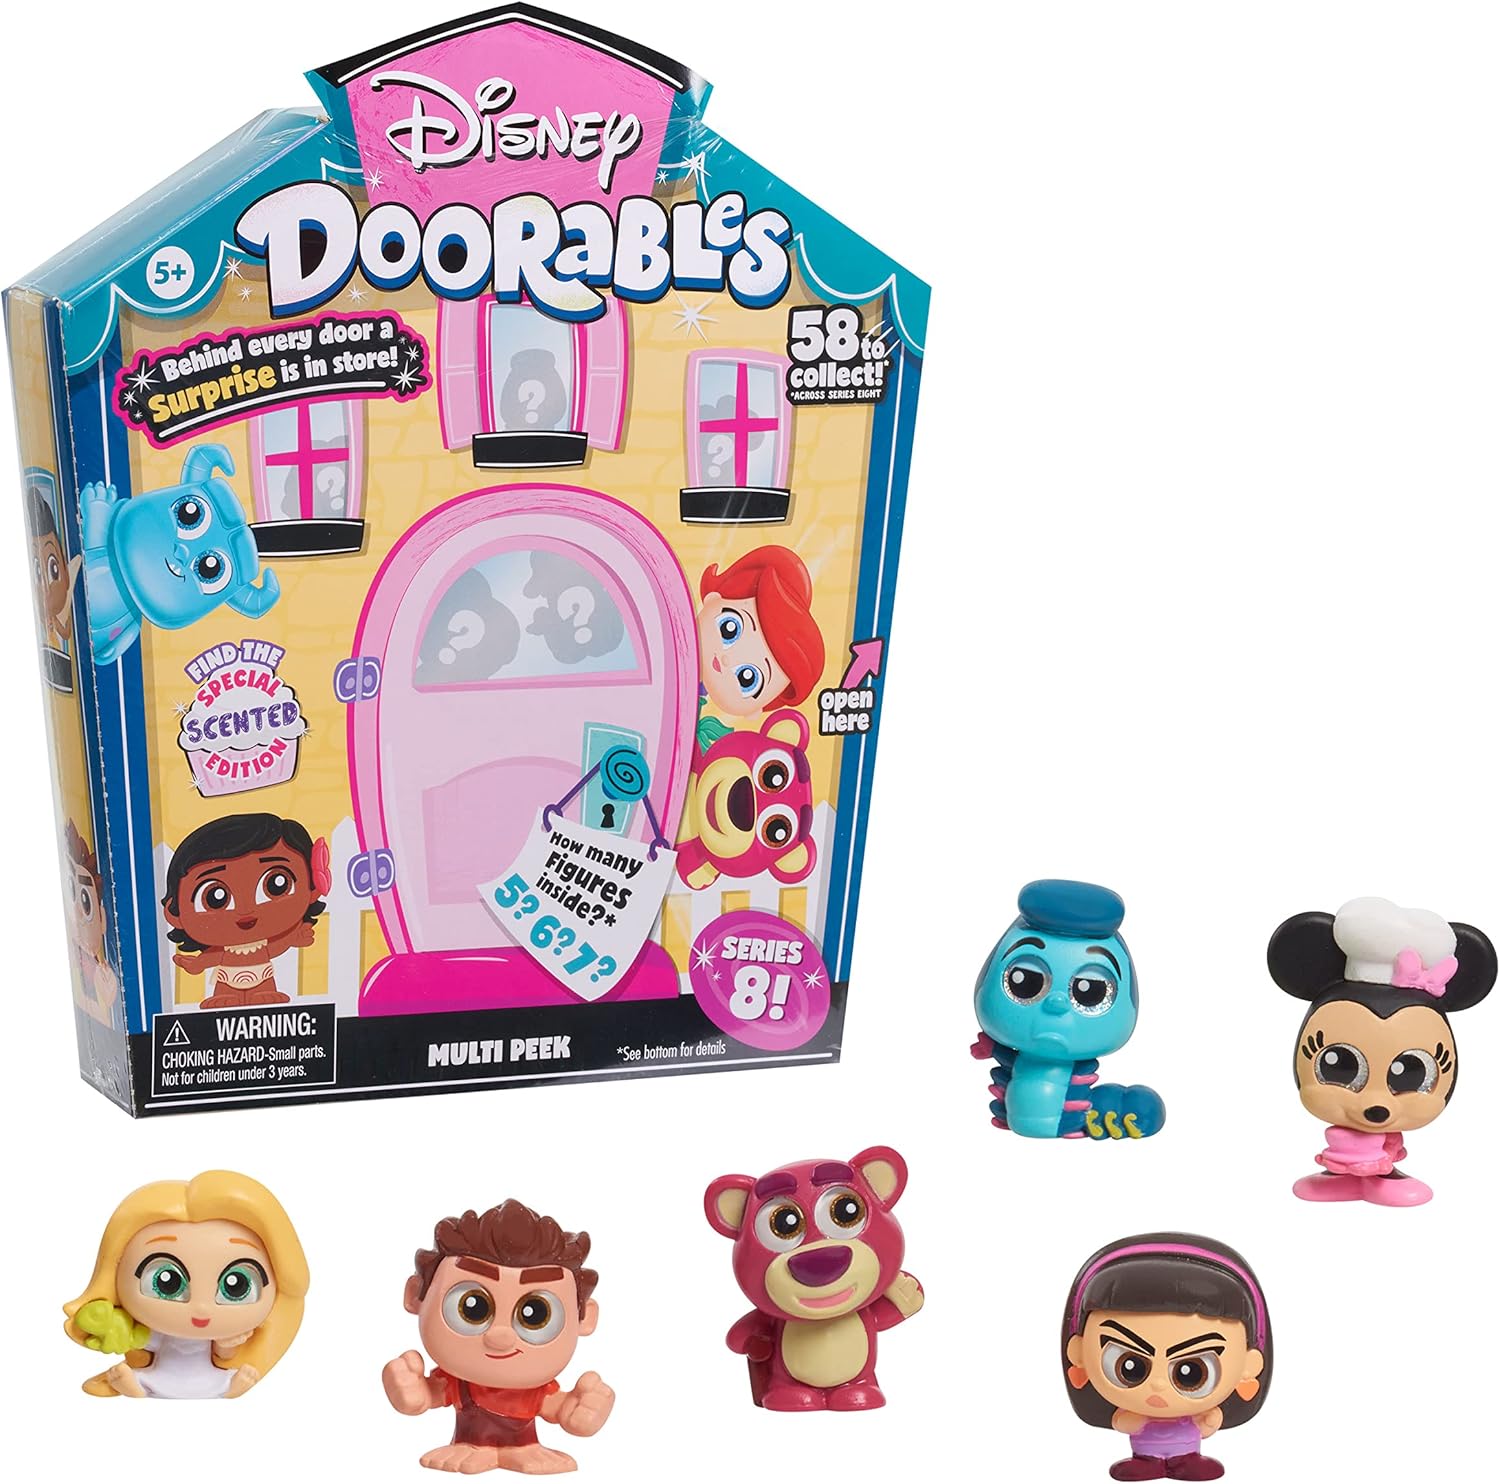 Disney
Doorables
5+
Behind every door a
Surprise is in store!
58 to
collect!*
*ACROSS SERIES EIGHT
?
?
?
?
?
FIND THE
SPECIAL
SCENTED
EDITION
open
here
How many
Figures
inside?*
5? 6? 7?
SERIES
8!
WARNING:
CHOKING HAZARD-Small parts.
Not for children under 3 years.
MULTI PEEK
*See bottom for details